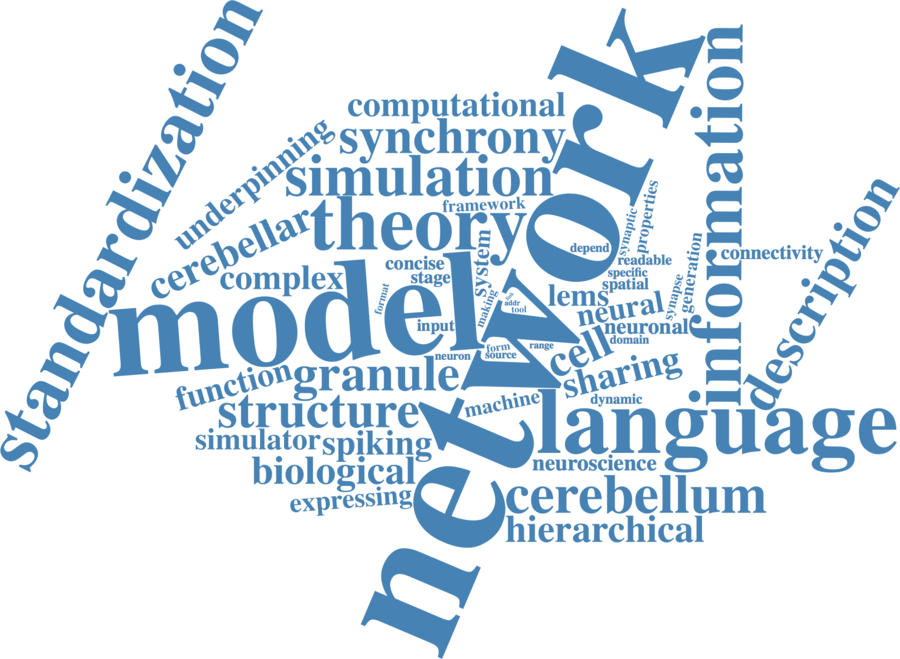 standardization
network
information
computational
synchrony
underpinning
simulation
description
framework
theory
cerebellar
synaptic
properties
depend
connectivity
system
generation
readable
concise
complex
stage
specific
spatial
model
format
making
lems
synapse
addr
tool
neural
input
neuronal
domain
form
range
neuron
source
cell
function
granule
sharing
machine
dynamic
structure
language
simulator
spiking
neuroscience
biological
expressing
cerebellum
hierarchical